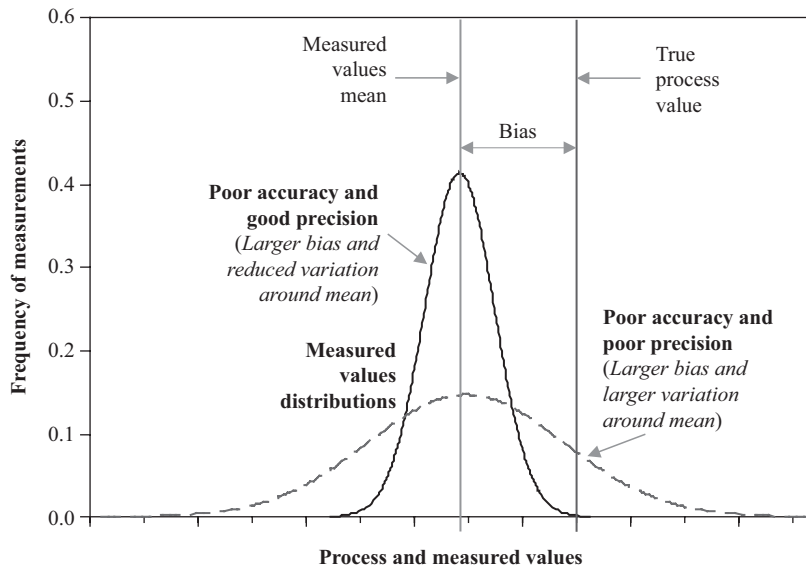 0.6
0.5
0.4
0.3
0.2
0.1
0.0
Frequency of measurements
Measured
values
mean
True
process
value
Bias
Poor accuracy and
good precision
(Larger bias and
reduced variation
around mean)
Measured
values
distributions
Poor accuracy and
poor precision
(Larger bias and
larger variation
around mean)
Process and measured values